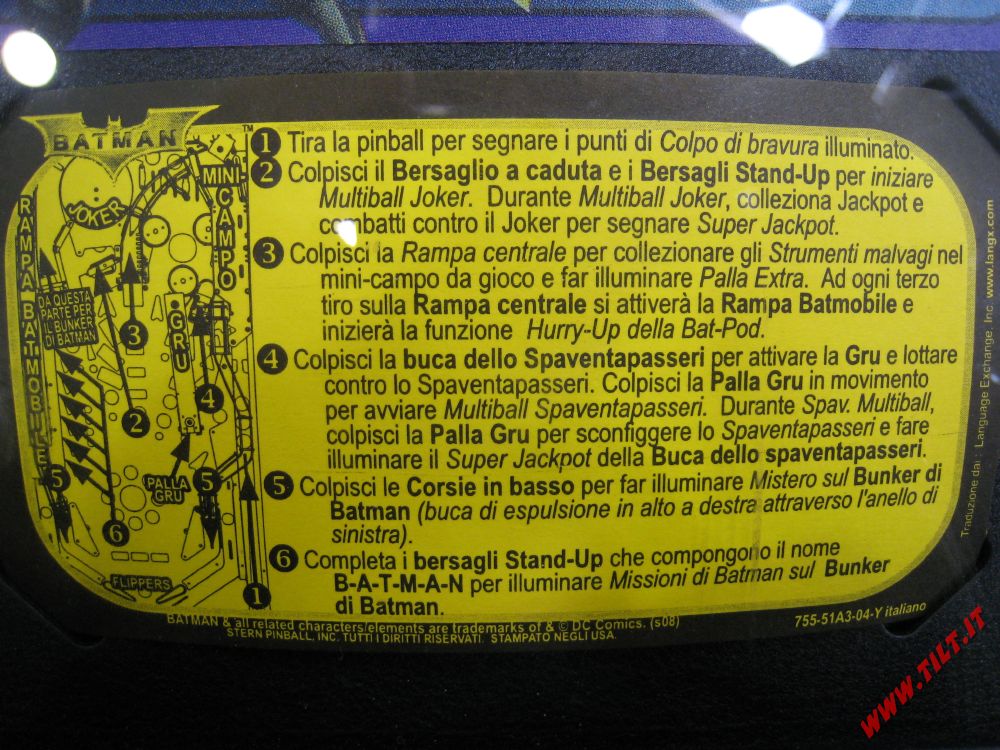 BATMAN
™
JOKER
MINI CAMPO
RAMPA BATMOBILE
DA QUESTA
PARTE PER
IL BUNKER
DI BATMAN
GRU
3
4
2
PALLA
GRU
5
5
6
FLIPPERS
1
1 Tira la pinball per segnare i punti di Colpo di bravura illuminato.
2 Colpisci il Bersaglio a caduta e i Bersagli Stand-Up per iniziare
Multiball Joker. Durante Multiball Joker, colleziona Jackpot e
combatti contro il Joker per segnare Super Jackpot.
3 Colpisci la Rampa centrale per collezionare gli Strumenti malvagi nel
mini-campo da gioco e far illuminare Palla Extra. Ad ogni terzo
tiro sulla Rampa centrale si attiverà la Rampa Batmobile e
inizierà la funzione Hurry-Up della Bat-Pod.
4 Colpisci la buca dello Spaventapasseri per attivare la Gru e lottare
contro lo Spaventapasseri. Colpisci la Palla Gru in movimento
per avviare Multiball Spaventapasseri. Durante Spav. Multiball,
colpisci la Palla Gru per sconfiggere lo Spaventapasseri e fare
illuminare il Super Jackpot della Buca dello spaventapasseri.
5 Colpisci le Corsie in basso per far illuminare Mistero sul Bunker di
Batman (buca di espulsione in alto a destra attraverso l'anello di
sinistra).
6 Completa i bersagli Stand-Up che compongono il nome
B-A-T-M-A-N per illuminare Missioni di Batman sul Bunker
di Batman.
BATMAN & all related characters/elements are trademarks of & © DC Comics. (s08)
STERN PINBALL, INC. TUTTI I DIRITTI RISERVATI. STAMPATO NEGLI USA.
755-51A3-04-Y italiano
Traduzione dai : Language Exchange, Inc. www.langx.com
WWW.TILT.IT